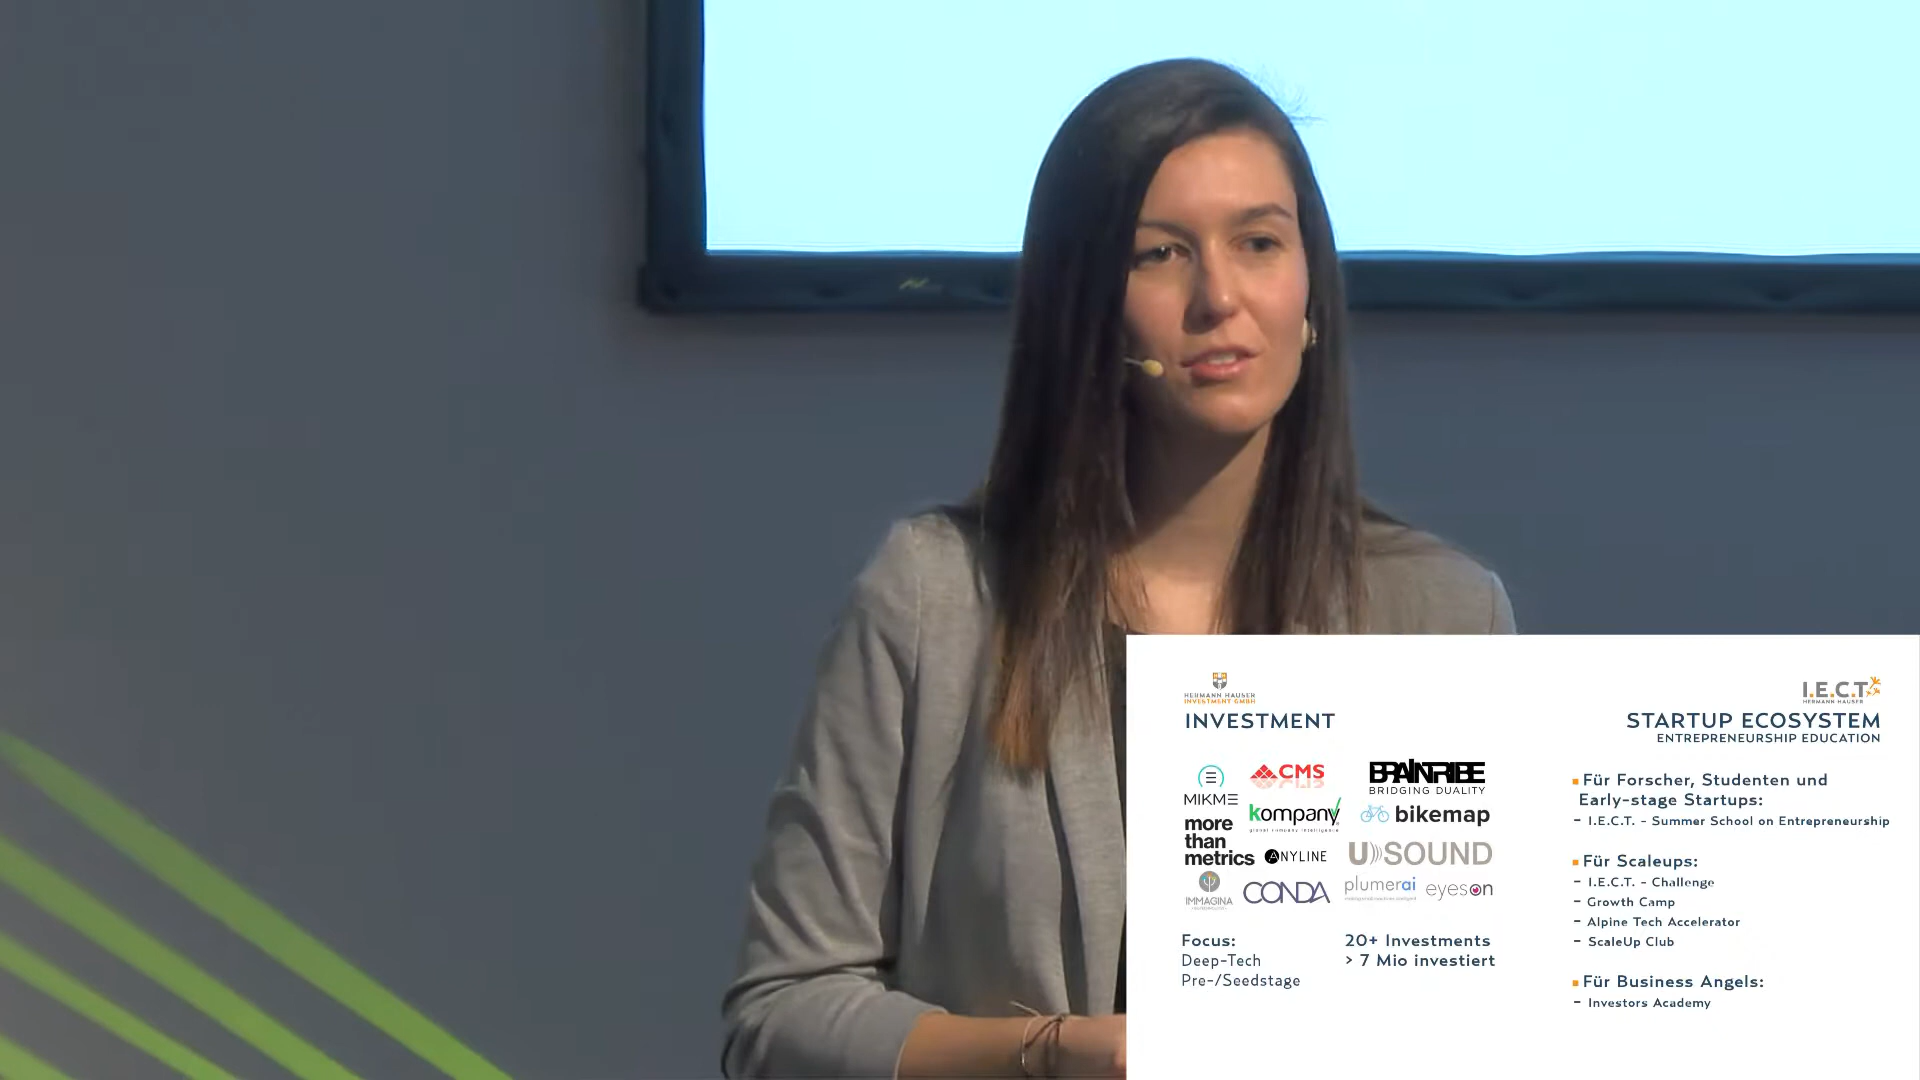 HERMANN HAUSER
INVESTMENT GMBH
INVESTMENT
MIKME
CMS
BRAINTRIBE
BRIDGING DUALITY
kompany
global company intelligence
bikemap
more
than
metrics
ANYLINE
USOUND
IMMAGINA
CONDA
plumerai
eyeson
Focus:
Deep-Tech
Pre-/Seedstage
20+ Investments
> 7 Mio investiert
I.E.C.T
HERMANN HAUSER
STARTUP ECOSYSTEM
ENTREPRENEURSHIP EDUCATION
Für Forscher, Studenten und
Early-stage Startups:
- I.E.C.T. - Summer School on Entrepreneurship
Für Scaleups:
- I.E.C.T. - Challenge
- Growth Camp
- Alpine Tech Accelerator
- ScaleUp Club
Für Business Angels:
- Investors Academy